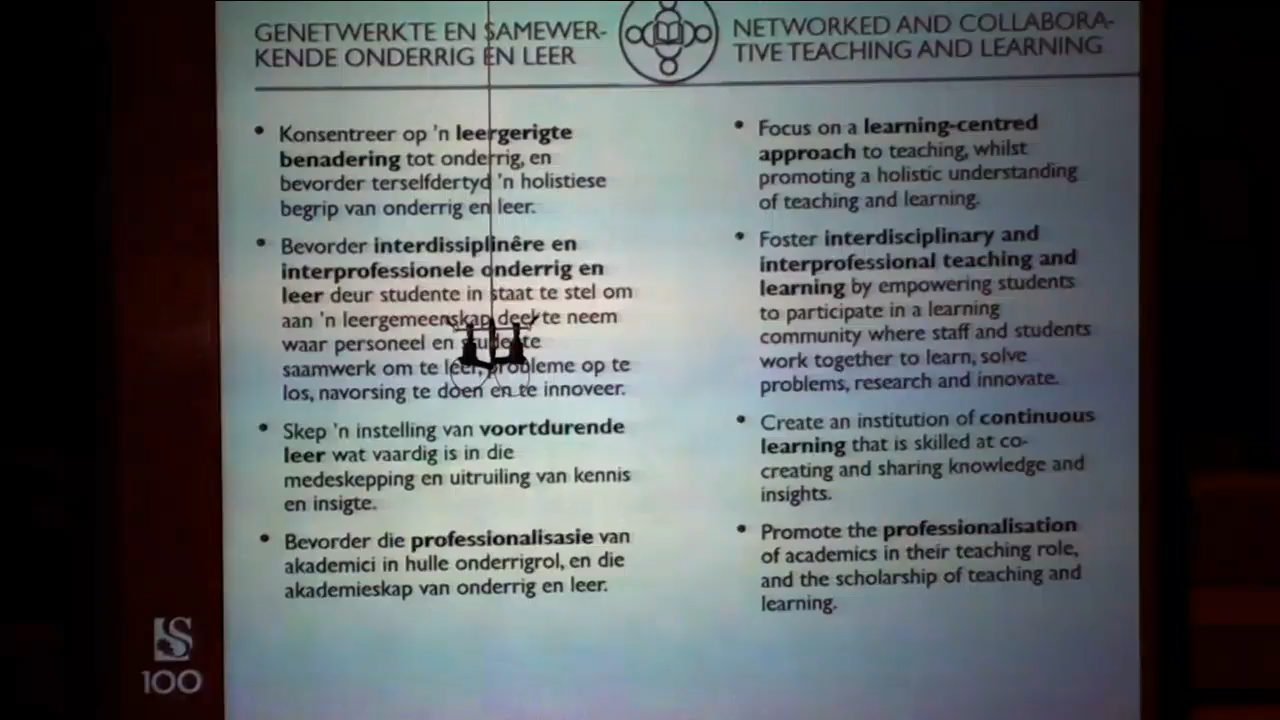 GENETWERKTE EN SAMEWER-
KENDE ONDERRIG EN LEER
NETWORKED AND COLLABORA-
TIVE TEACHING AND LEARNING
• Konsentreer op 'n leergerigte
benadering tot onderrig, en
bevorder terselfdertyd 'n holistiese
begrip van onderrig en leer.
• Bevorder interdissiplinêre en
interprofessionele onderrig en
leer deur studente in staat te stel om
aan 'n leergemeenskap deel te neem
waar personeel en studente
saamwerk om te leer, probleme op te
los, navorsing te doen en te innoveer.
• Skep 'n instelling van voortdurende
leer wat vaardig is in die
medeskepping en uitruiling van kennis
en insigte.
• Bevorder die professionalisasie van
akademici in hulle onderrigrol, en die
akademieskap van onderrig en leer.
• Focus on a learning-centred
approach to teaching, whilst
promoting a holistic understanding
of teaching and learning.
• Foster interdisciplinary and
interprofessional teaching and
learning by empowering students
to participate in a learning
community where staff and students
work together to learn, solve
problems, research and innovate.
• Create an institution of continuous
learning that is skilled at co-
creating and sharing knowledge and
insights.
• Promote the professionalisation
of academics in their teaching role,
and the scholarship of teaching and
learning.
S
100